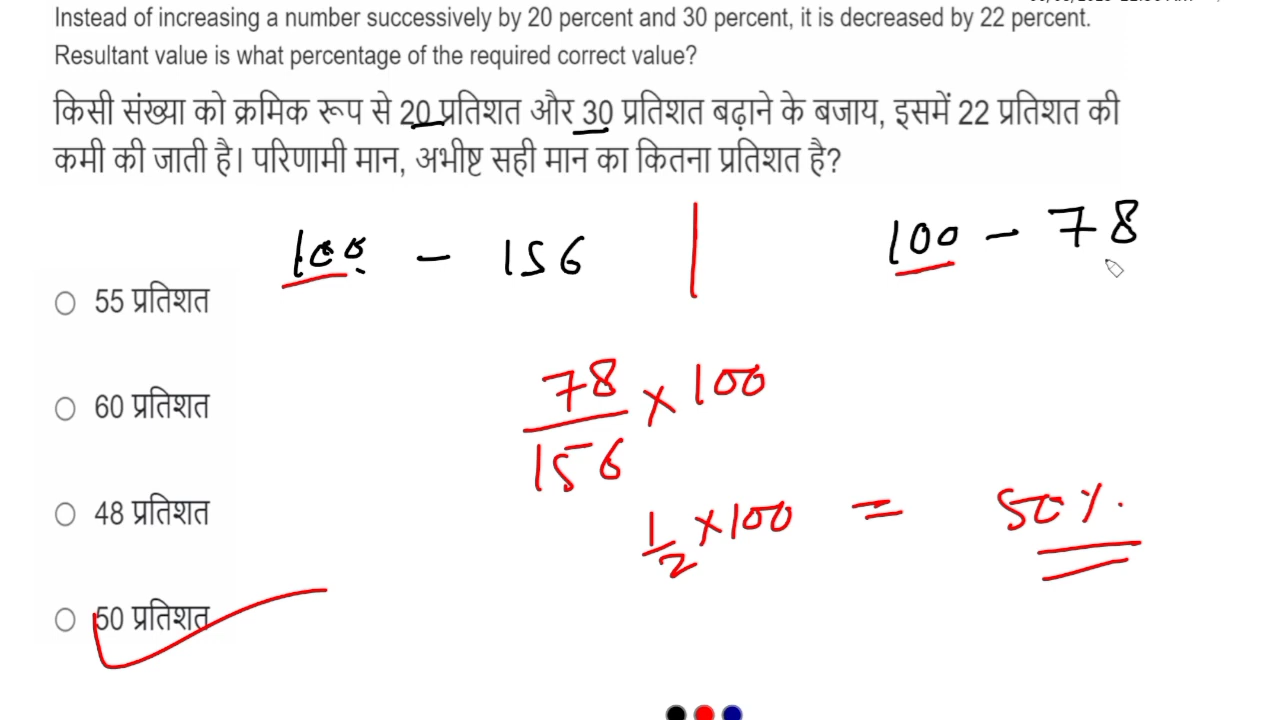 Instead of increasing a number successively by 20 percent and 30 percent, it is decreased by 22 percent.
Resultant value is what percentage of the required correct value?
किसी संख्या को क्रमिक रूप से 20 प्रतिशत और 30 प्रतिशत बढ़ाने के बजाय, इसमें 22 प्रतिशत की
कमी की जाती है। परिणामी मान, अभीष्ट सही मान का कितना प्रतिशत है?
100 - 156
100 - 78
55 प्रतिशत
78/156 × 100
60 प्रतिशत
1/2 × 100 = 50%.
48 प्रतिशत
50 प्रतिशत